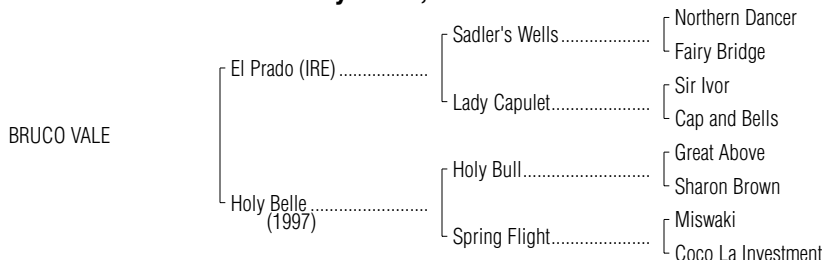 Northern Dancer
Sadler's Wells
Fairy Bridge
El Prado (IRE)
Sir Ivor
Lady Capulet
Cap and Bells
BRUCO VALE
Great Above
Holy Bull
Sharon Brown
Holy Belle
(1997)
Miswaki
Spring Flight
Coco La Investment